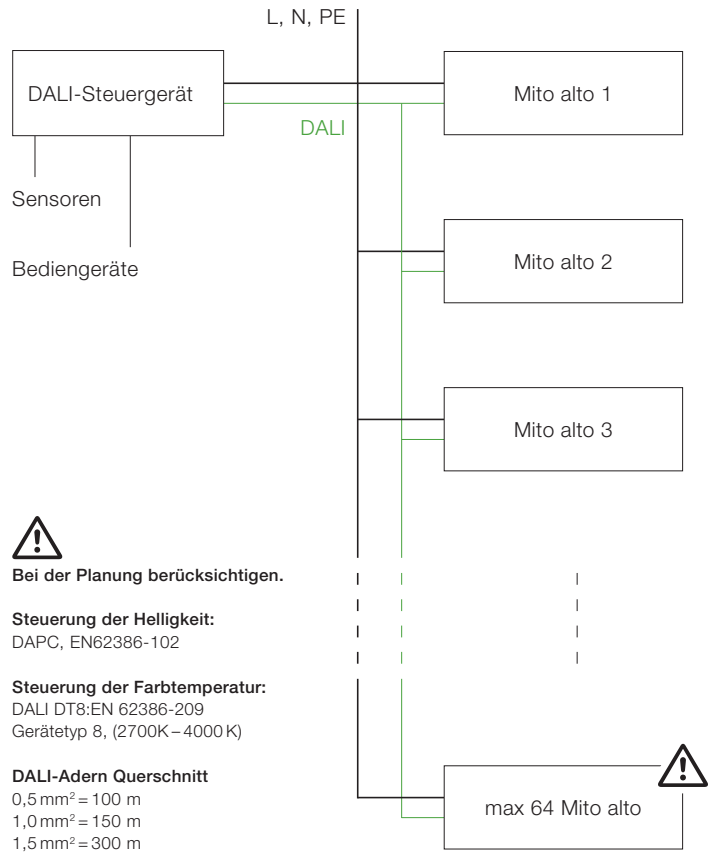 L, N, PE
DALI-Steuergerät
Mito alto 1
DALI
Sensoren
Bediengeräte
Mito alto 2
Mito alto 3
Bei der Planung berücksichtigen.
Steuerung der Helligkeit:
DAPC, EN62386-102
Steuerung der Farbtemperatur:
DALI DT8:EN 62386-209
Gerätetyp 8, (2700K–4000 K)
DALI-Adern Querschnitt
0,5 mm² = 100 m
1,0 mm² = 150 m
1,5 mm² = 300 m
max 64 Mito alto